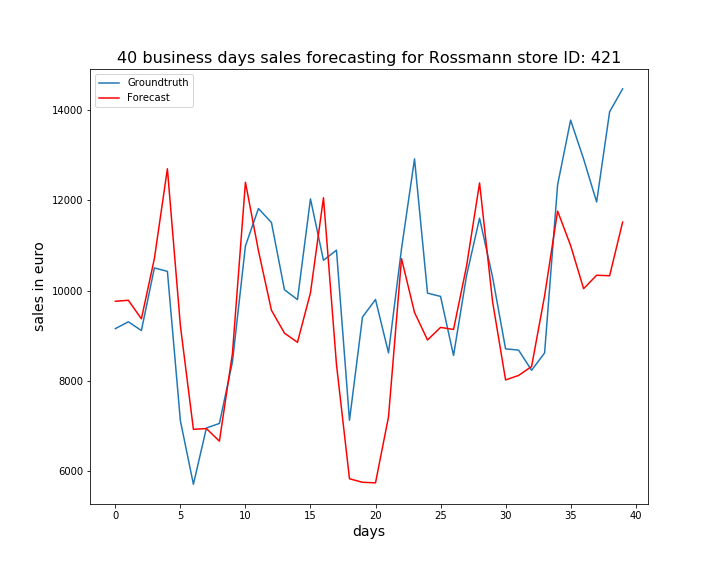 40 business days sales forecasting for Rossmann store ID: 421
Groundtruth
Forecast
14000
12000
10000
8000
6000
sales in euro
0 5 10 15 20 25 30 35 40
days